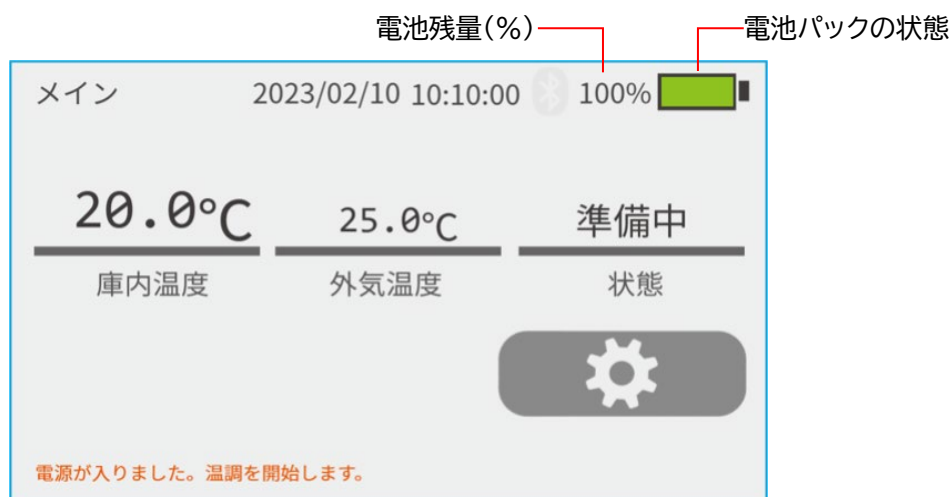 電池残量(%)
電池パックの状態
メイン
2023/02/10 10:10:00
100%
20.0℃
25.0℃
準備中
庫内温度
外気温度
状態
電源が入りました。温調を開始します。